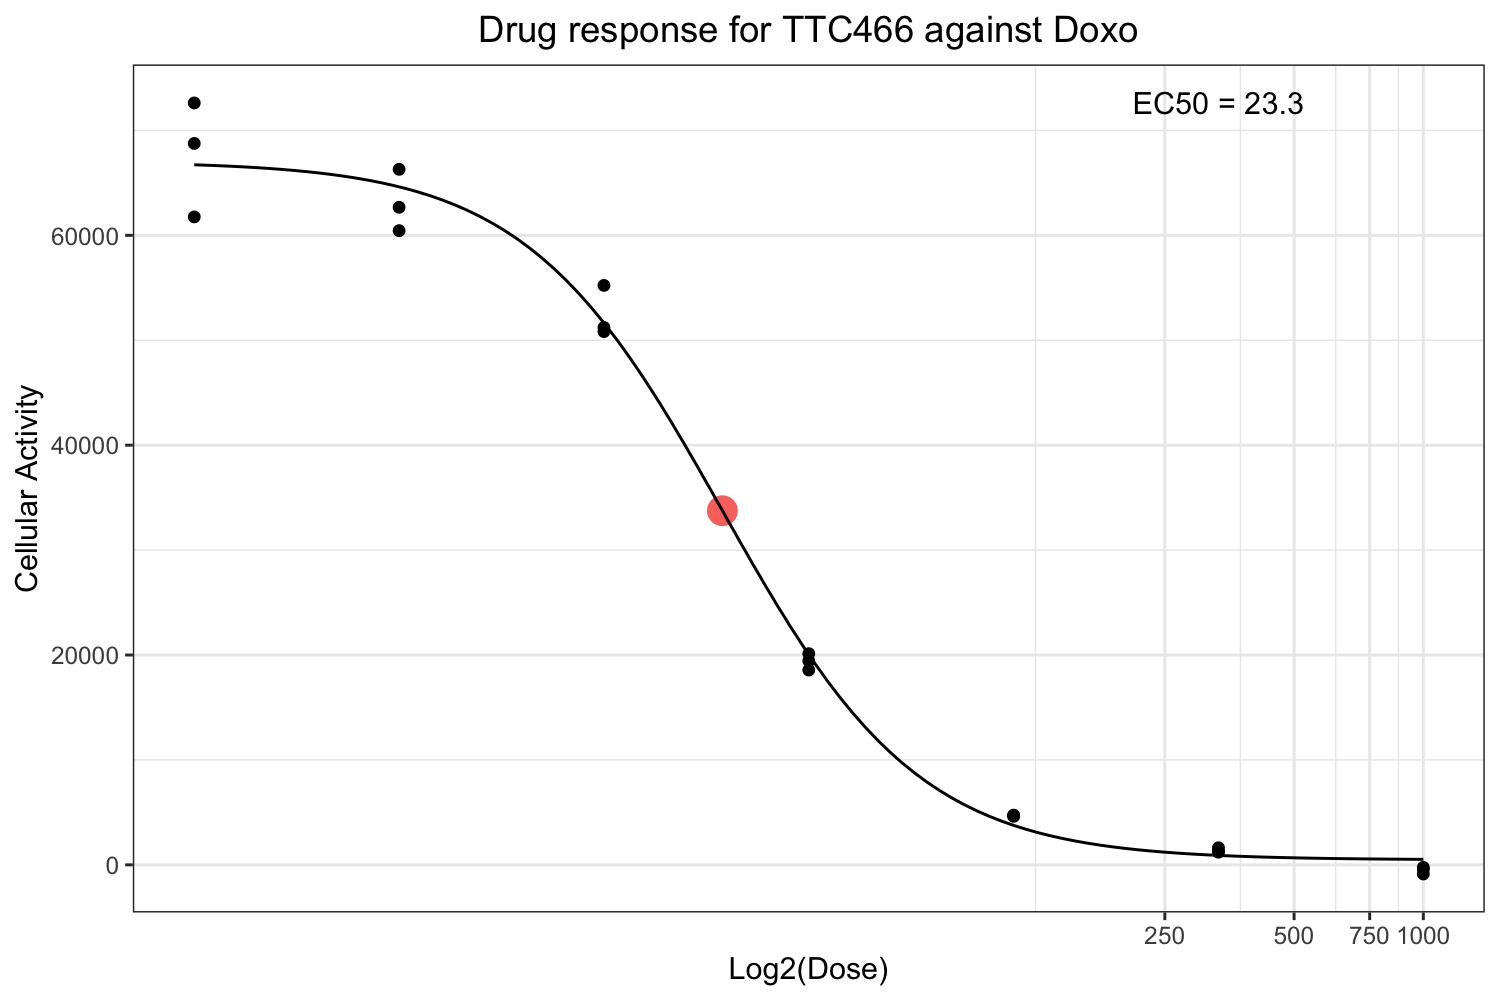 Drug response for TTC466 against Doxo
EC50 = 23.3
Cellular Activity
60000
40000
20000
0
250 500 750 1000
Log2(Dose)